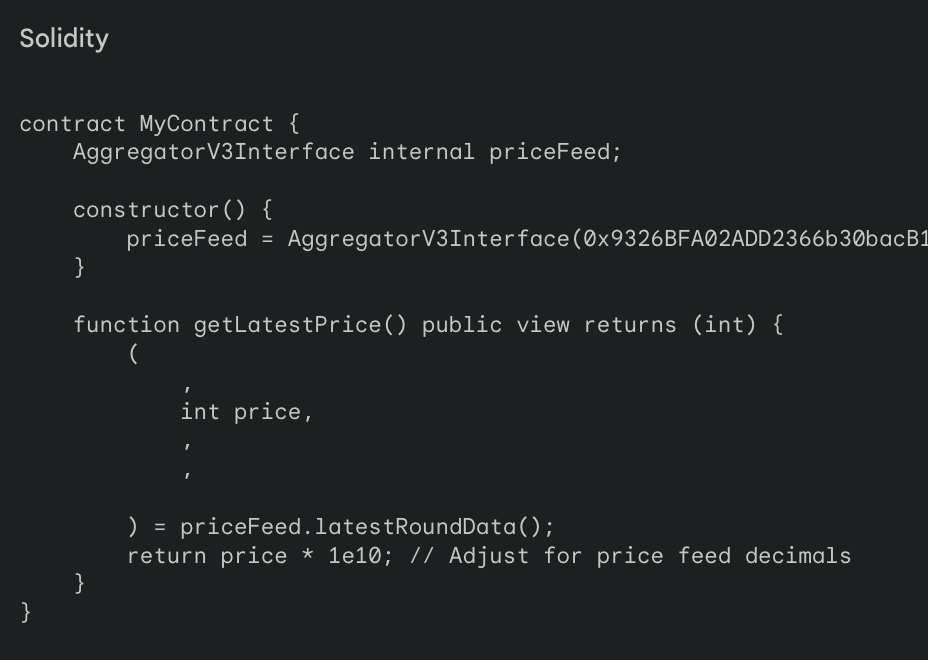 Solidity
contract MyContract {
    AggregatorV3Interface internal priceFeed;
    constructor() {
        priceFeed = AggregatorV3Interface(0x9326BFA02ADD2366b30bacB1
    }
    function getLatestPrice() public view returns (int) {
        (
            ,
            int price,
            ,
            ,
        ) = priceFeed.latestRoundData();
        return price * 1e10; // Adjust for price feed decimals
    }
}